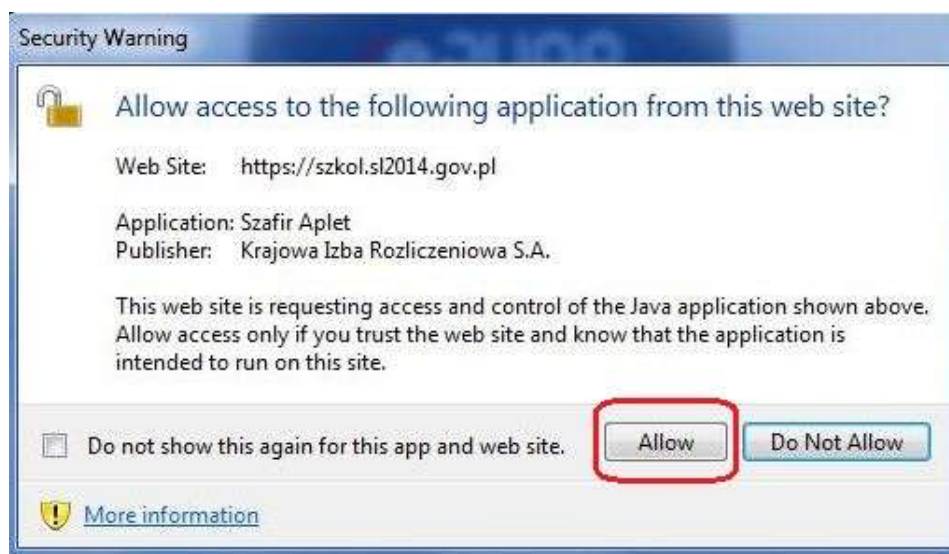 Security Warning
Allow access to the following application from this web site?
Web Site: https://szkol.sl2014.gov.pl
Application: Szafir Aplet
Publisher: Krajowa Izba Rozliczeniowa S.A.
This web site is requesting access and control of the Java application shown above.
Allow access only if you trust the web site and know that the application is
intended to run on this site.
Do not show this again for this app and web site. Allow Do Not Allow
More information